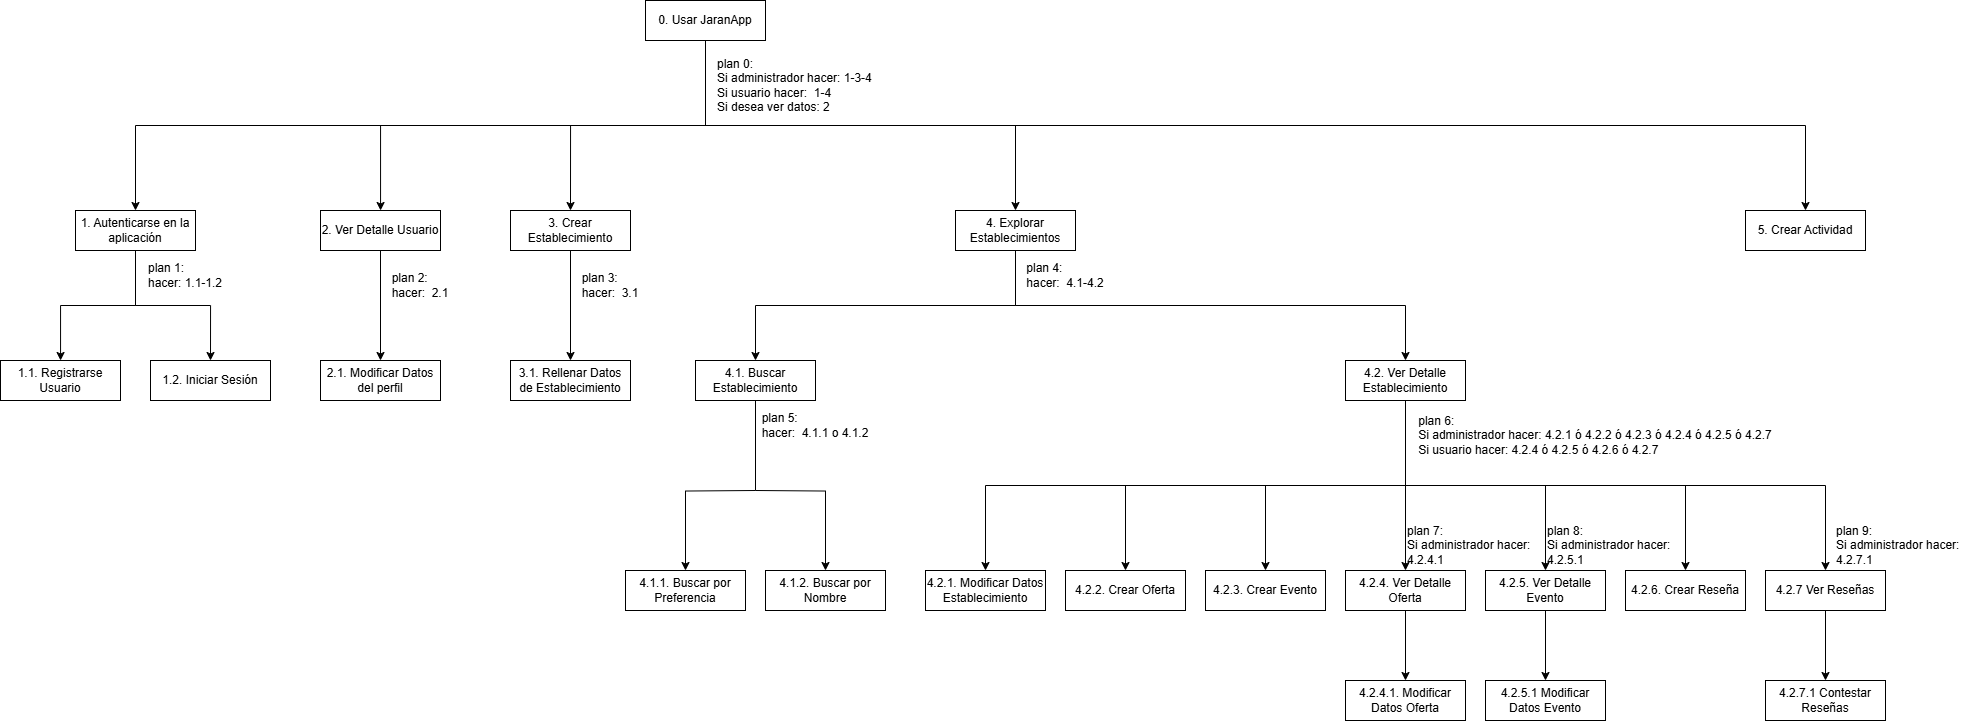 0. Usar JaranApp
plan 0:
Si administrador hacer: 1-3-4
Si usuario hacer:  1-4
Si desea ver datos: 2
1. Autenticarse en la
aplicación
2. Ver Detalle Usuario
3. Crear
Establecimiento
4. Explorar
Establecimientos
5. Crear Actividad
plan 1:
hacer: 1.1-1.2
plan 2:
hacer:  2.1
plan 3:
hacer:  3.1
plan 4:
hacer:  4.1-4.2
1.1. Registrarse
Usuario
1.2. Iniciar Sesión
2.1. Modificar Datos
del perfil
3.1. Rellenar Datos
de Establecimiento
4.1. Buscar
Establecimiento
4.2. Ver Detalle
Establecimiento
plan 5:
hacer:  4.1.1 o 4.1.2
plan 6:
Si administrador hacer: 4.2.1 ó 4.2.2 ó 4.2.3 ó 4.2.4 ó 4.2.5 ó 4.2.7
Si usuario hacer: 4.2.4 ó 4.2.5 ó 4.2.6 ó 4.2.7
plan 7:
Si administrador hacer:
4.2.4.1
plan 8:
Si administrador hacer:
4.2.5.1
plan 9:
Si administrador hacer:
4.2.7.1
4.1.1. Buscar por
Preferencia
4.1.2. Buscar por
Nombre
4.2.1. Modificar Datos
Establecimiento
4.2.2. Crear Oferta
4.2.3. Crear Evento
4.2.4. Ver Detalle
Oferta
4.2.5. Ver Detalle
Evento
4.2.6. Crear Reseña
4.2.7 Ver Reseñas
4.2.4.1. Modificar
Datos Oferta
4.2.5.1 Modificar
Datos Evento
4.2.7.1 Contestar
Reseñas